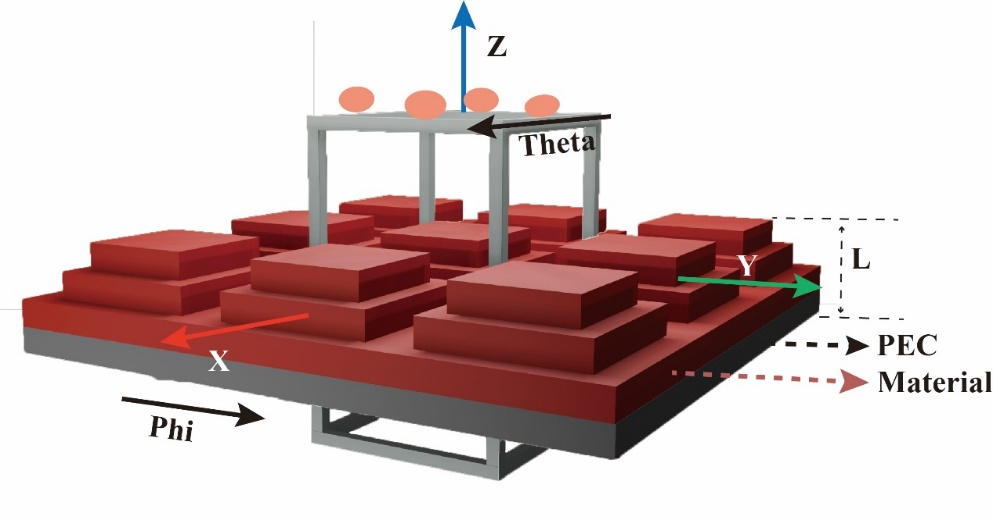 Z
Theta
Y
L
X
PEC
Material
Phi